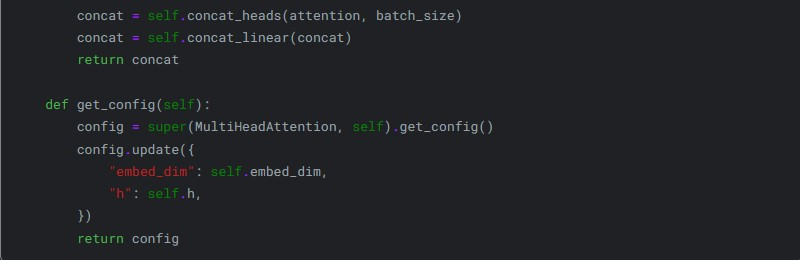 concat = self.concat_heads(attention, batch_size)
        concat = self.concat_linear(concat)
        return concat

    def get_config(self):
        config = super(MultiHeadAttention, self).get_config()
        config.update({
            "embed_dim": self.embed_dim,
            "h": self.h,
        })
        return config